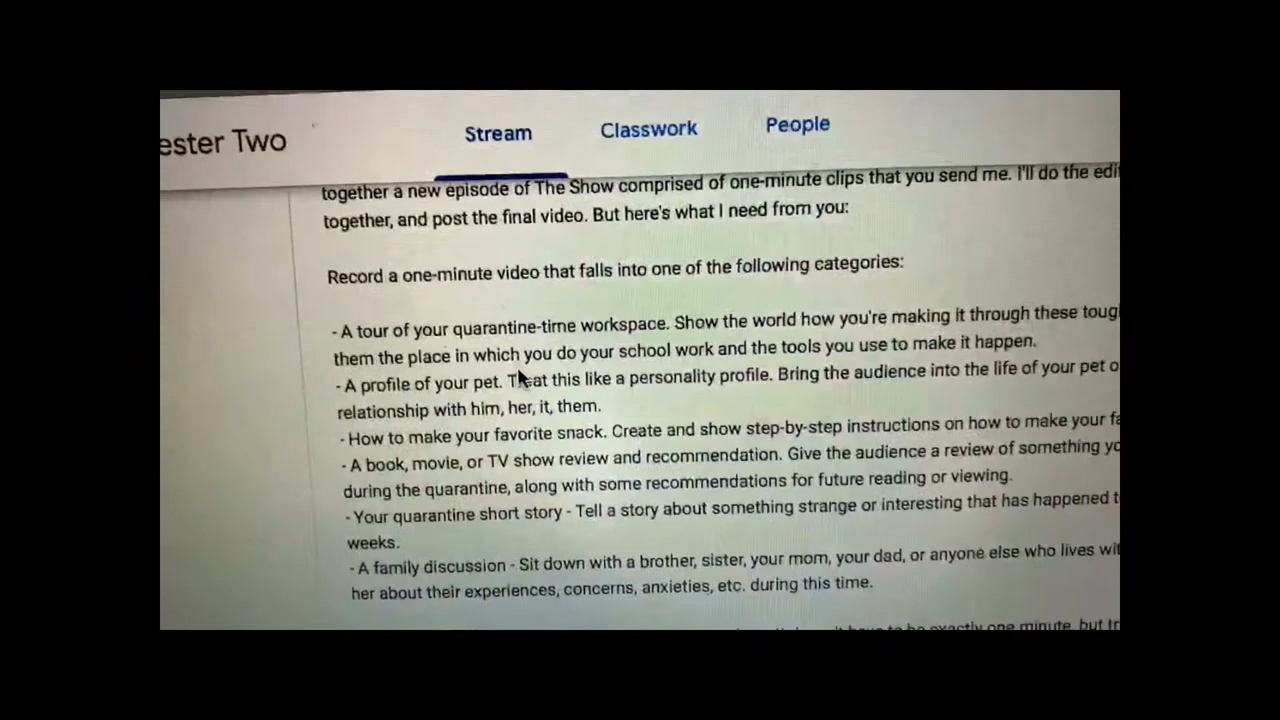 ester Two
Stream
Classwork
People
together a new episode of The Show comprised of one-minute clips that you send me. I'll do the edi
together, and post the final video. But here's what I need from you:
Record a one-minute video that falls into one of the following categories:
- A tour of your quarantine-time workspace. Show the world how you're making it through these toug
them the place in which you do your school work and the tools you use to make it happen.
- A profile of your pet. Treat this like a personality profile. Bring the audience into the life of your pet o
relationship with him, her, it, them.
- How to make your favorite snack. Create and show step-by-step instructions on how to make your fa
- A book, movie, or TV show review and recommendation. Give the audience a review of something yo
during the quarantine, along with some recommendations for future reading or viewing.
- Your quarantine short story - Tell a story about something strange or interesting that has happened t
weeks.
- A family discussion - Sit down with a brother, sister, your mom, your dad, or anyone else who lives wit
her about their experiences, concerns, anxieties, etc. during this time.
have to be exactly one minute, but tr